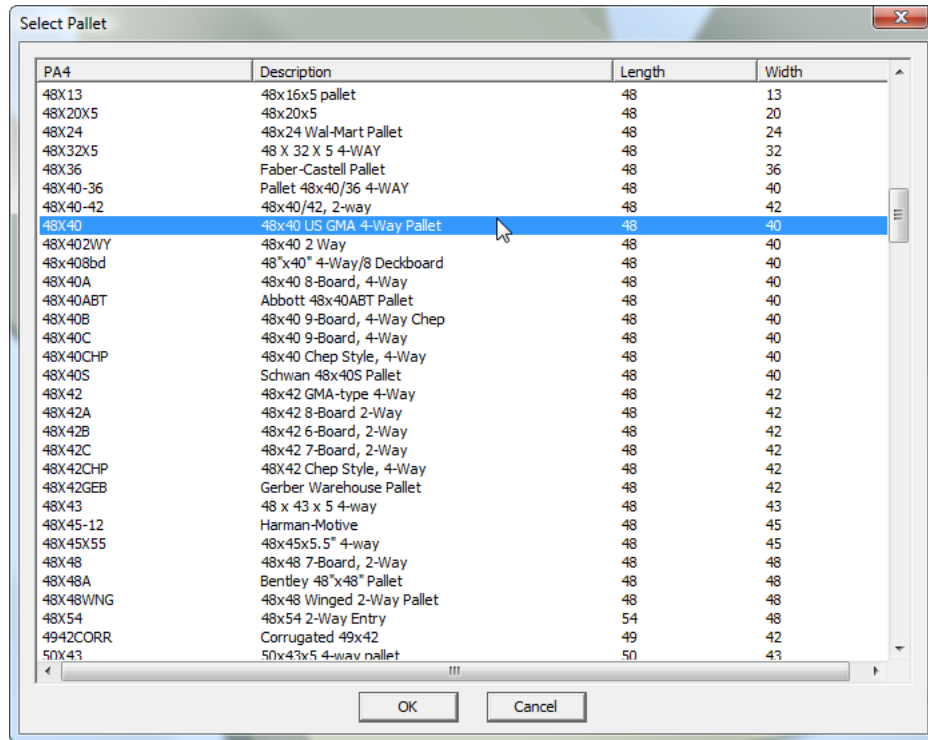 Select Pallet
PA4 Description Length Width
48X13 48x16x5 pallet 48 13
48X20X5 48x20x5 48 20
48X24 48x24 Wal-Mart Pallet 48 24
48X32X5 48 X 32 X 5 4-WAY 48 32
48X36 Faber-Castell Pallet 48 36
48X40-36 Pallet 48x40/36 4-WAY 48 40
48X40-42 48x40/42, 2-way 48 42
48X40 48x40 US GMA 4-Way Pallet 48 40
48X402WY 48x40 2 Way 48 40
48x408bd 48"x40" 4-Way/8 Deckboard 48 40
48X40A 48x40 8-Board, 4-Way 48 40
48X40ABT Abbott 48x40ABT Pallet 48 40
48X40B 48x40 9-Board, 4-Way Chep 48 40
48X40C 48x40 9-Board, 4-Way 48 40
48X40CHP 48x40 Chep Style, 4-Way 48 40
48X40S Schwan 48x40S Pallet 48 40
48X42 48x42 GMA-type 4-Way 48 42
48X42A 48x42 8-Board 2-Way 48 42
48X42B 48x42 6-Board, 2-Way 48 42
48X42C 48x42 7-Board, 2-Way 48 42
48X42CHP 48X42 Chep Style, 4-Way 48 42
48X42GEB Gerber Warehouse Pallet 48 42
48X43 48 x 43 x 5 4-way 48 43
48X45-12 Harman-Motive 48 45
48X45X55 48x45x5.5" 4-way 48 45
48X48 48x48 7-Board, 2-Way 48 48
48X48A Bentley 48"x48" Pallet 48 48
48X48WNG 48x48 Winged 2-Way Pallet 48 48
48X54 48x54 2-Way Entry 54 48
4942CORR Corrugated 49x42 49 42
50X43 50x43x5 4-way pallet 50 43
OK Cancel